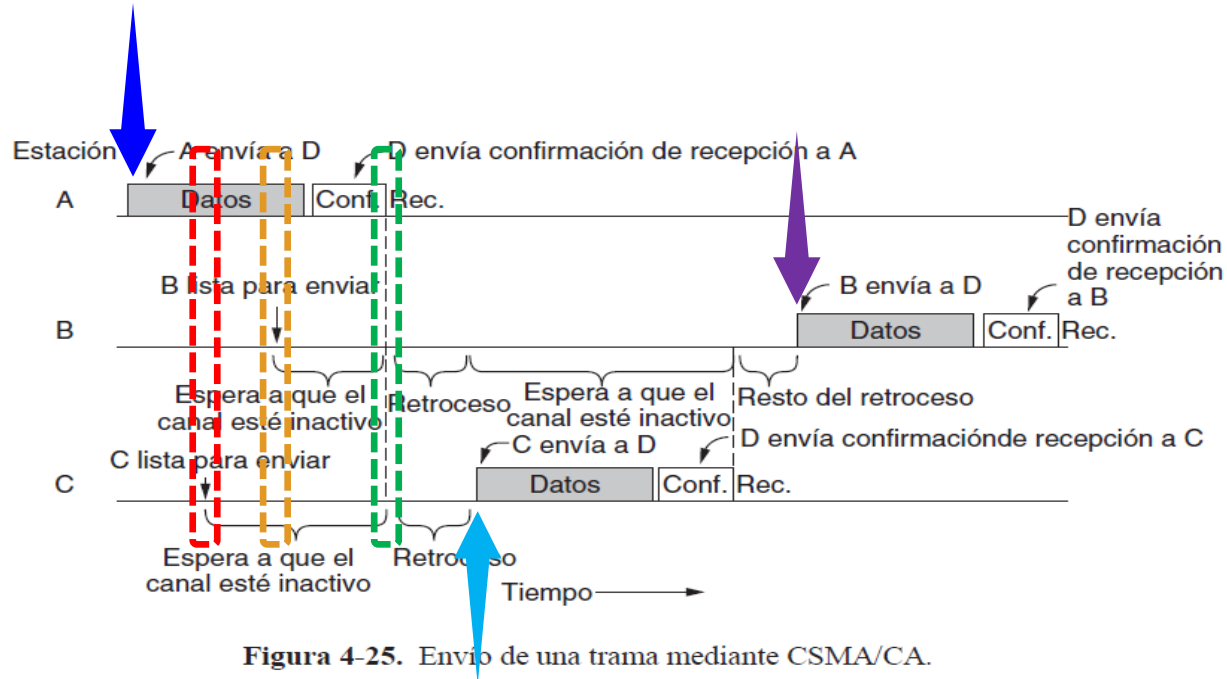 Estación
A envía a D
D envía confirmación de recepción a A
A
Datos
Conf. Rec.
D envía
confirmación
de recepción
a B
B lista para enviar
B envía a D
B
Datos
Conf. Rec.
Espera a que el
canal esté inactivo
Retroceso
Espera a que el
canal esté inactivo
Resto del retroceso
C lista para enviar
C envía a D
D envía confirmaciónde recepción a C
C
Datos
Conf. Rec.
Espera a que el
canal esté inactivo
Retroceso
Tiempo
Figura 4-25. Envío de una trama mediante CSMA/CA.